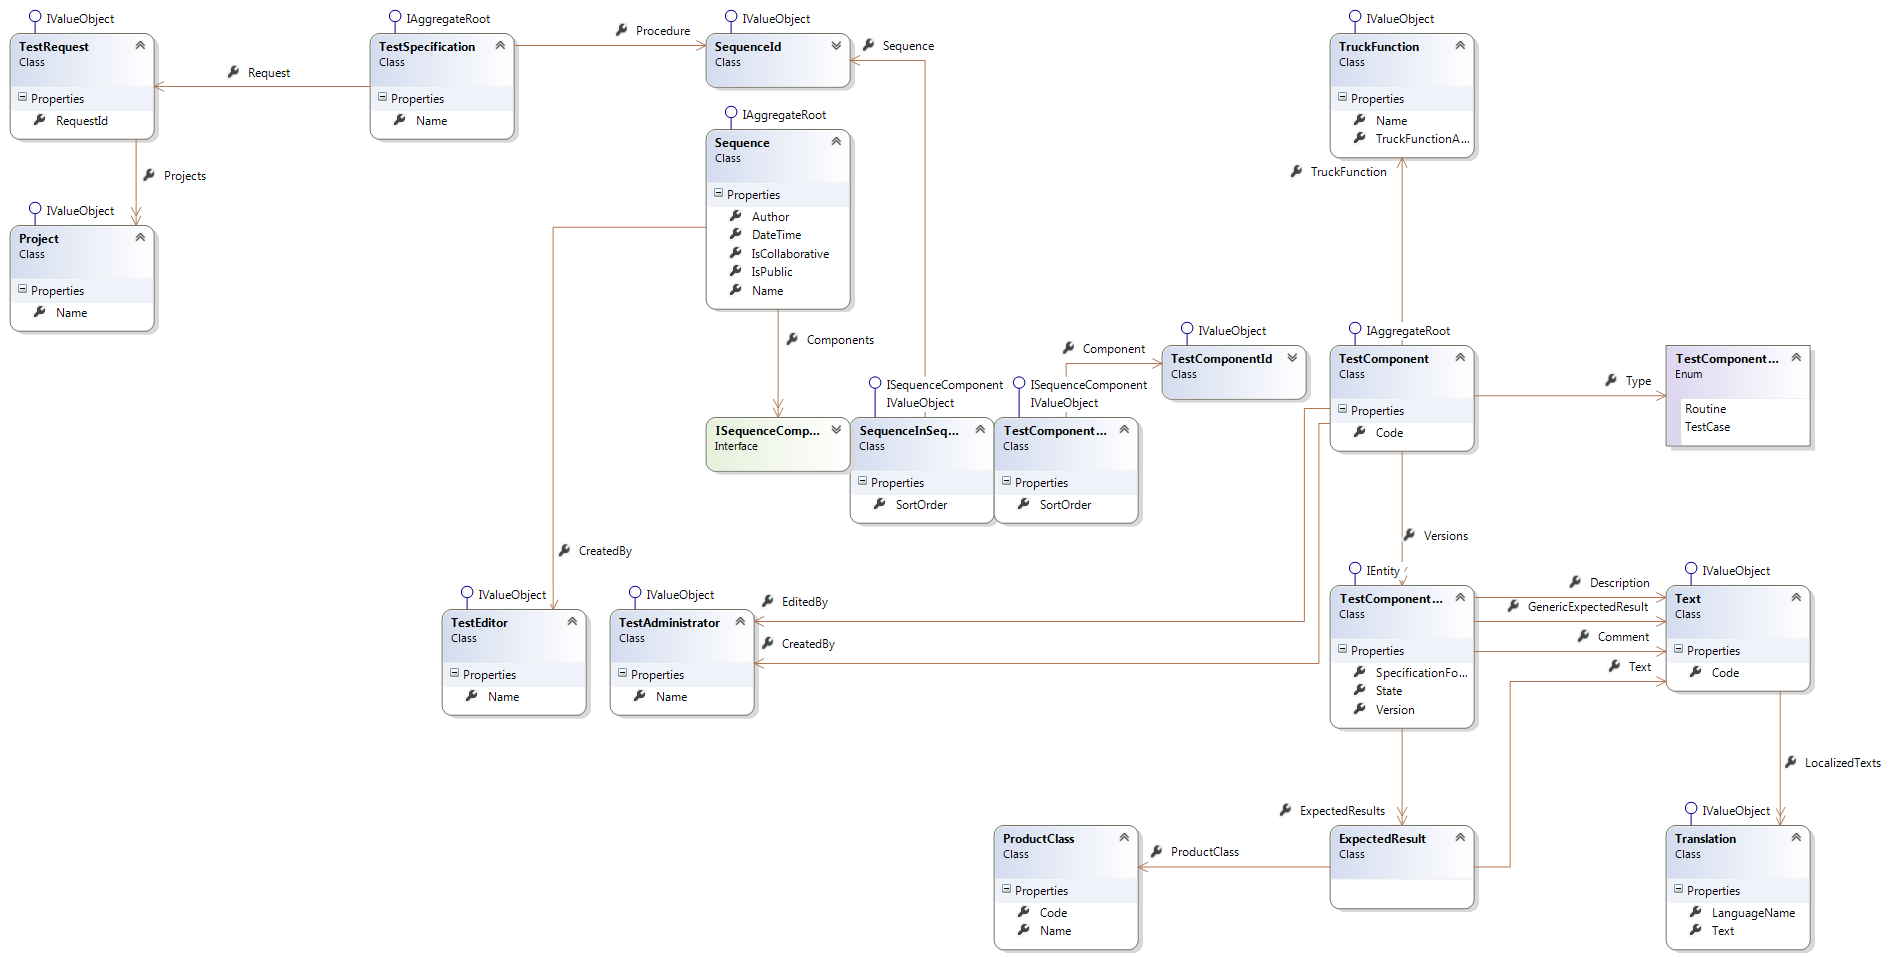 IValueObject
TestRequest
Class
Properties
RequestId
Request
IAggregateRoot
TestSpecification
Class
Properties
Name
Procedure
IValueObject
SequenceId
Class
Sequence
IValueObject
TruckFunction
Class
Properties
Name
TruckFunctionA...
TruckFunction
Projects
IValueObject
Project
Class
Properties
Name
IAggregateRoot
Sequence
Class
Properties
Author
DateTime
IsCollaborative
IsPublic
Name
Components
ISequenceComp...
Interface
ISequenceComponent
IValueObject
SequenceInSeq...
Class
Properties
SortOrder
ISequenceComponent
IValueObject
TestComponent...
Class
Properties
SortOrder
Component
IValueObject
TestComponentId
Class
IAggregateRoot
TestComponent
Class
Properties
Code
Type
TestComponent...
Enum
Routine
TestCase
Versions
CreatedBy
IValueObject
TestEditor
Class
Properties
Name
IValueObject
TestAdministrator
Class
Properties
Name
EditedBy
CreatedBy
IEntity
TestComponent...
Class
Properties
SpecificationFo...
State
Version
Description
GenericExpectedResult
Comment
Text
IValueObject
Text
Class
Properties
Code
LocalizedTexts
ExpectedResults
ProductClass
Class
Properties
Code
Name
ProductClass
ExpectedResult
Class
IValueObject
Translation
Class
Properties
LanguageName
Text